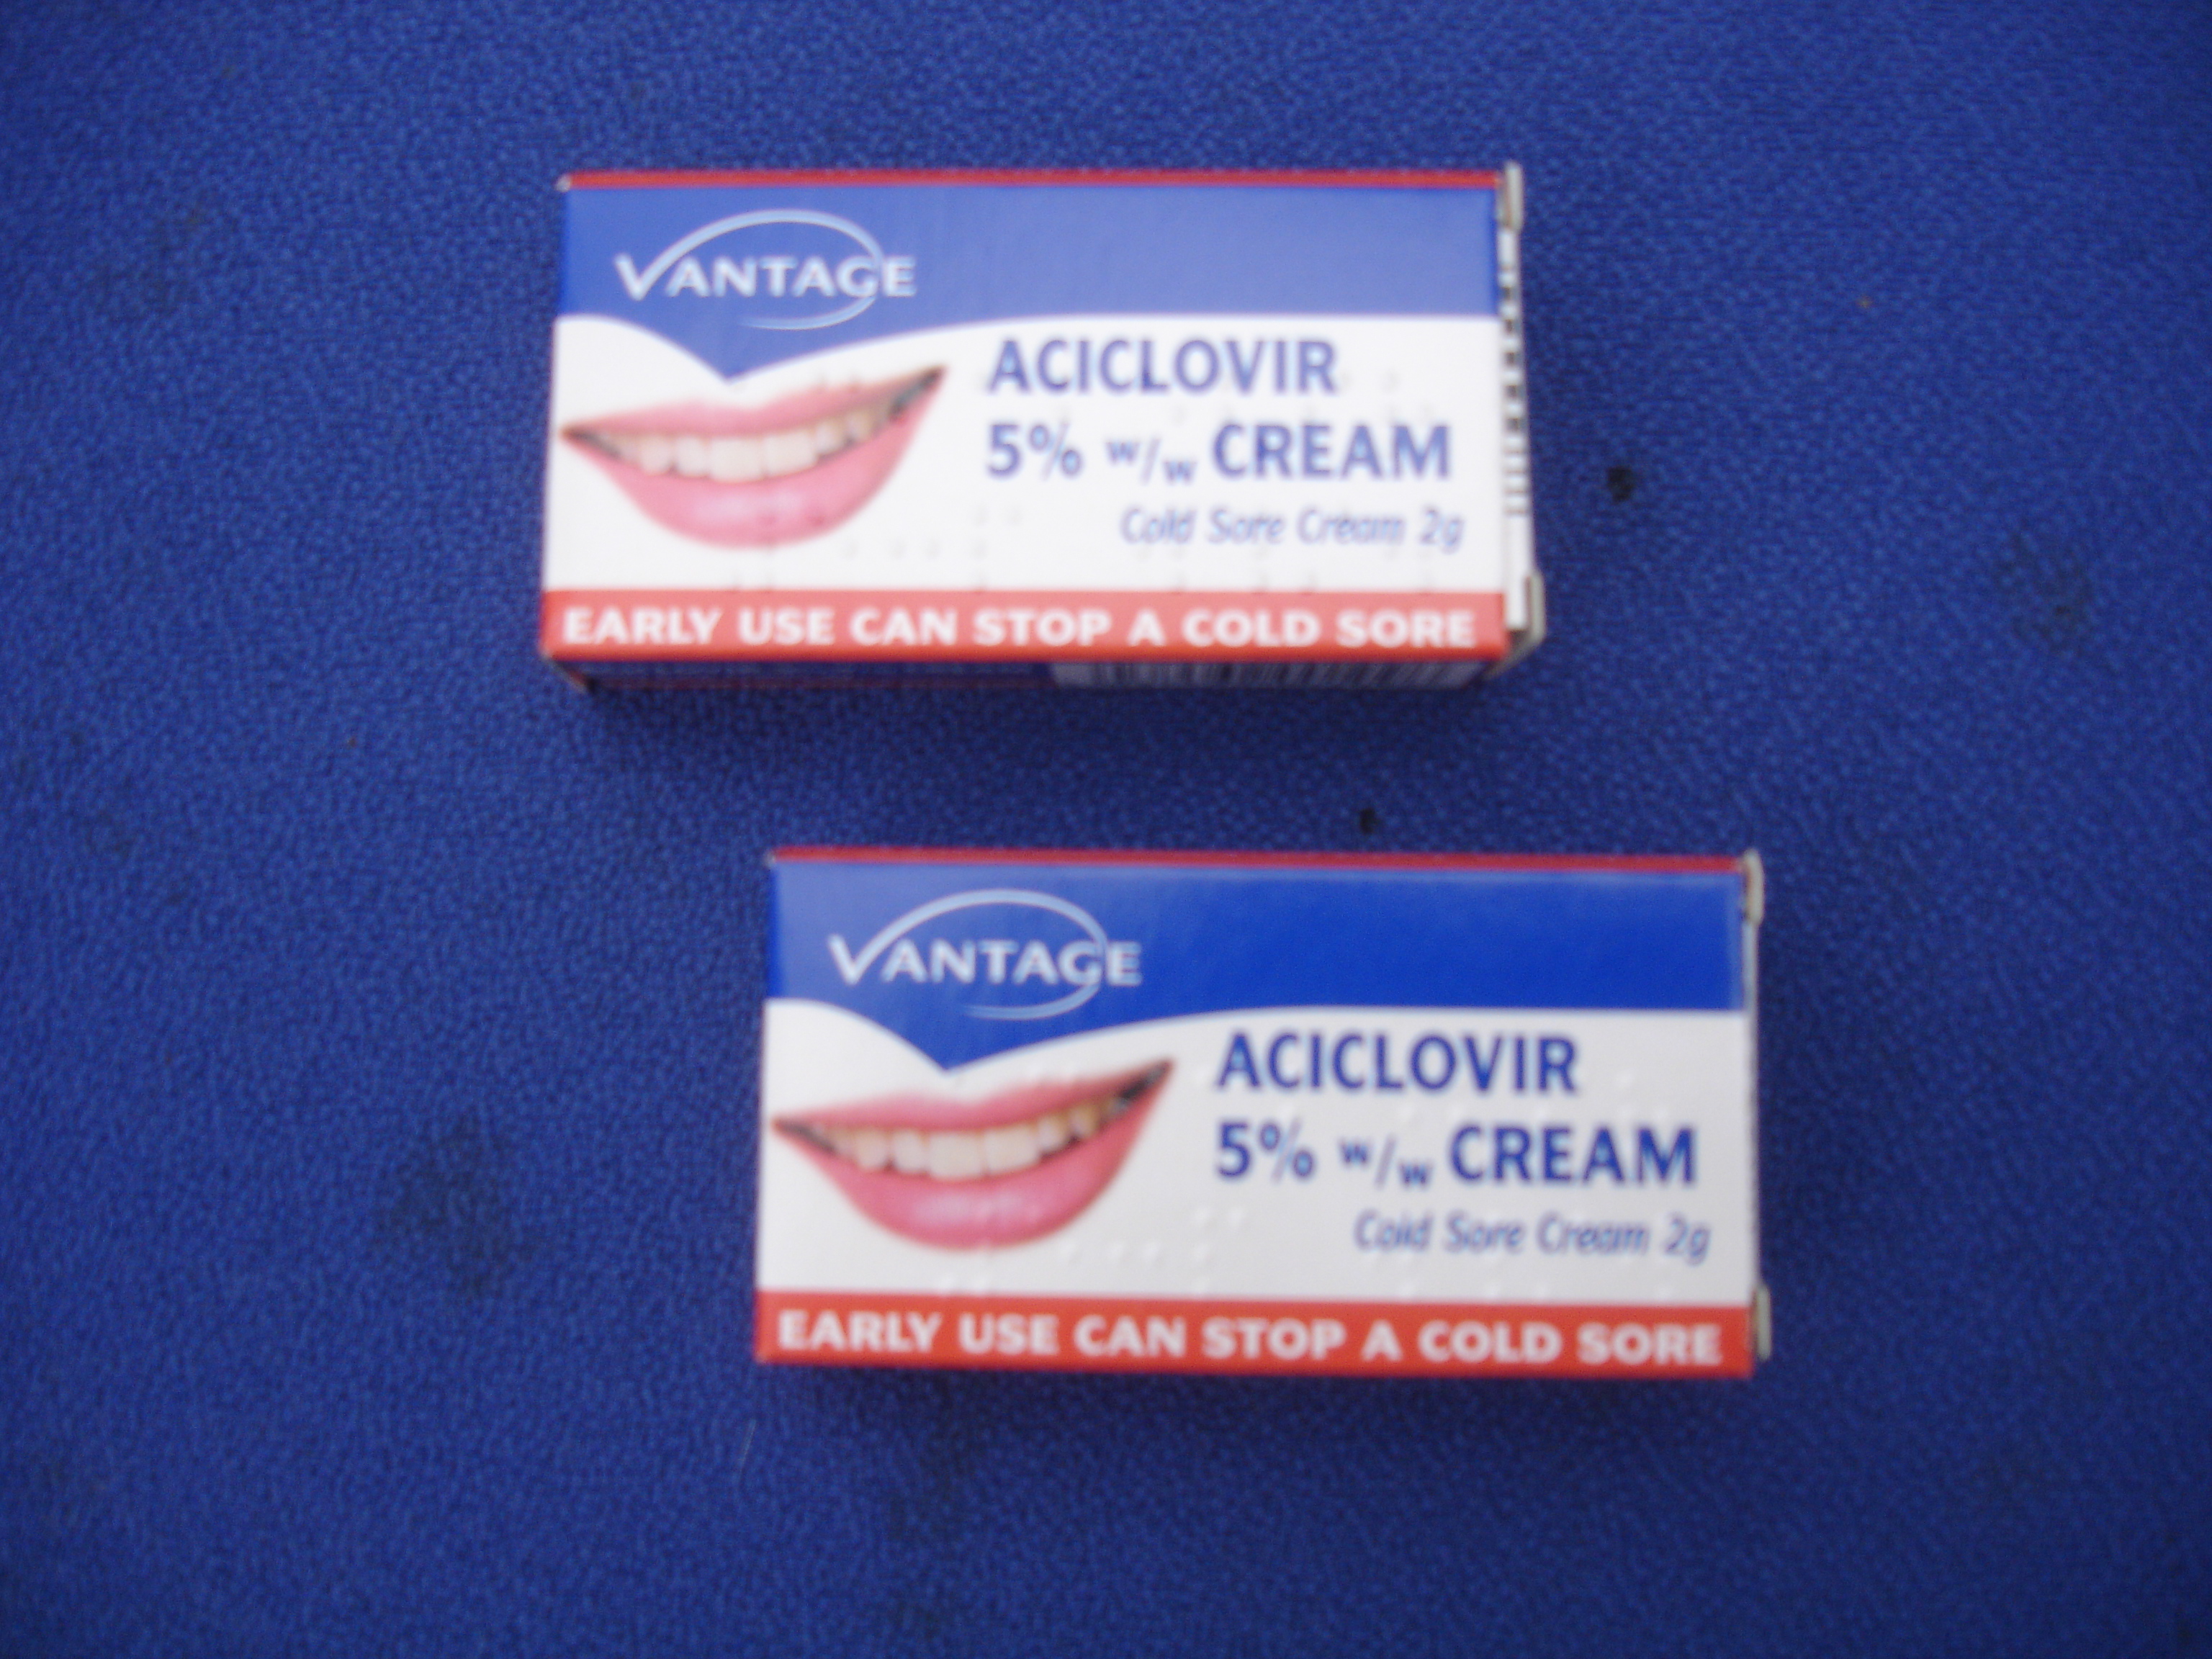 VANTAGE
ACICLOVIR
5% w/w CREAM
Cold Sore Cream 2g
EARLY USE CAN STOP A COLD SORE
VANTAGE
ACICLOVIR
5% w/w CREAM
Cold Sore Cream 2g
EARLY USE CAN STOP A COLD SORE